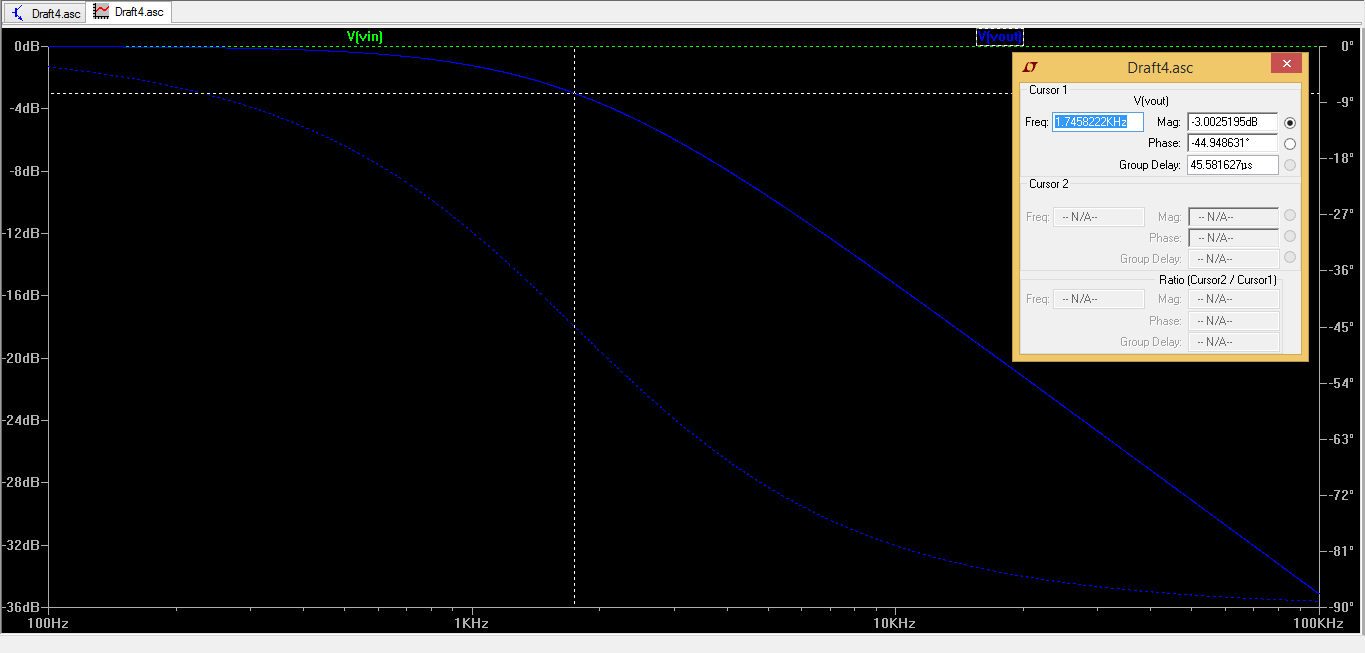 Draft4.asc Draft4.asc
V(vin) V(vout)
0dB
-4dB
-8dB
-12dB
-16dB
-20dB
-24dB
-28dB
-32dB
-36dB
0°
-9°
-18°
-27°
-36°
-45°
-54°
-63°
-72°
-81°
-90°
100Hz 1KHz 10KHz 100KHz
Draft4.asc
Cursor 1
V(vout)
Freq: 1.7458222KHz Mag: -3.0025195dB
Phase: -44.948631°
Group Delay: 45.581627µs
Cursor 2
Freq: -- N/A-- Mag: -- N/A--
Phase: -- N/A--
Group Delay: -- N/A--
Ratio (Cursor2 / Cursor1)
Freq: -- N/A-- Mag: -- N/A--
Phase: -- N/A--
Group Delay: -- N/A--